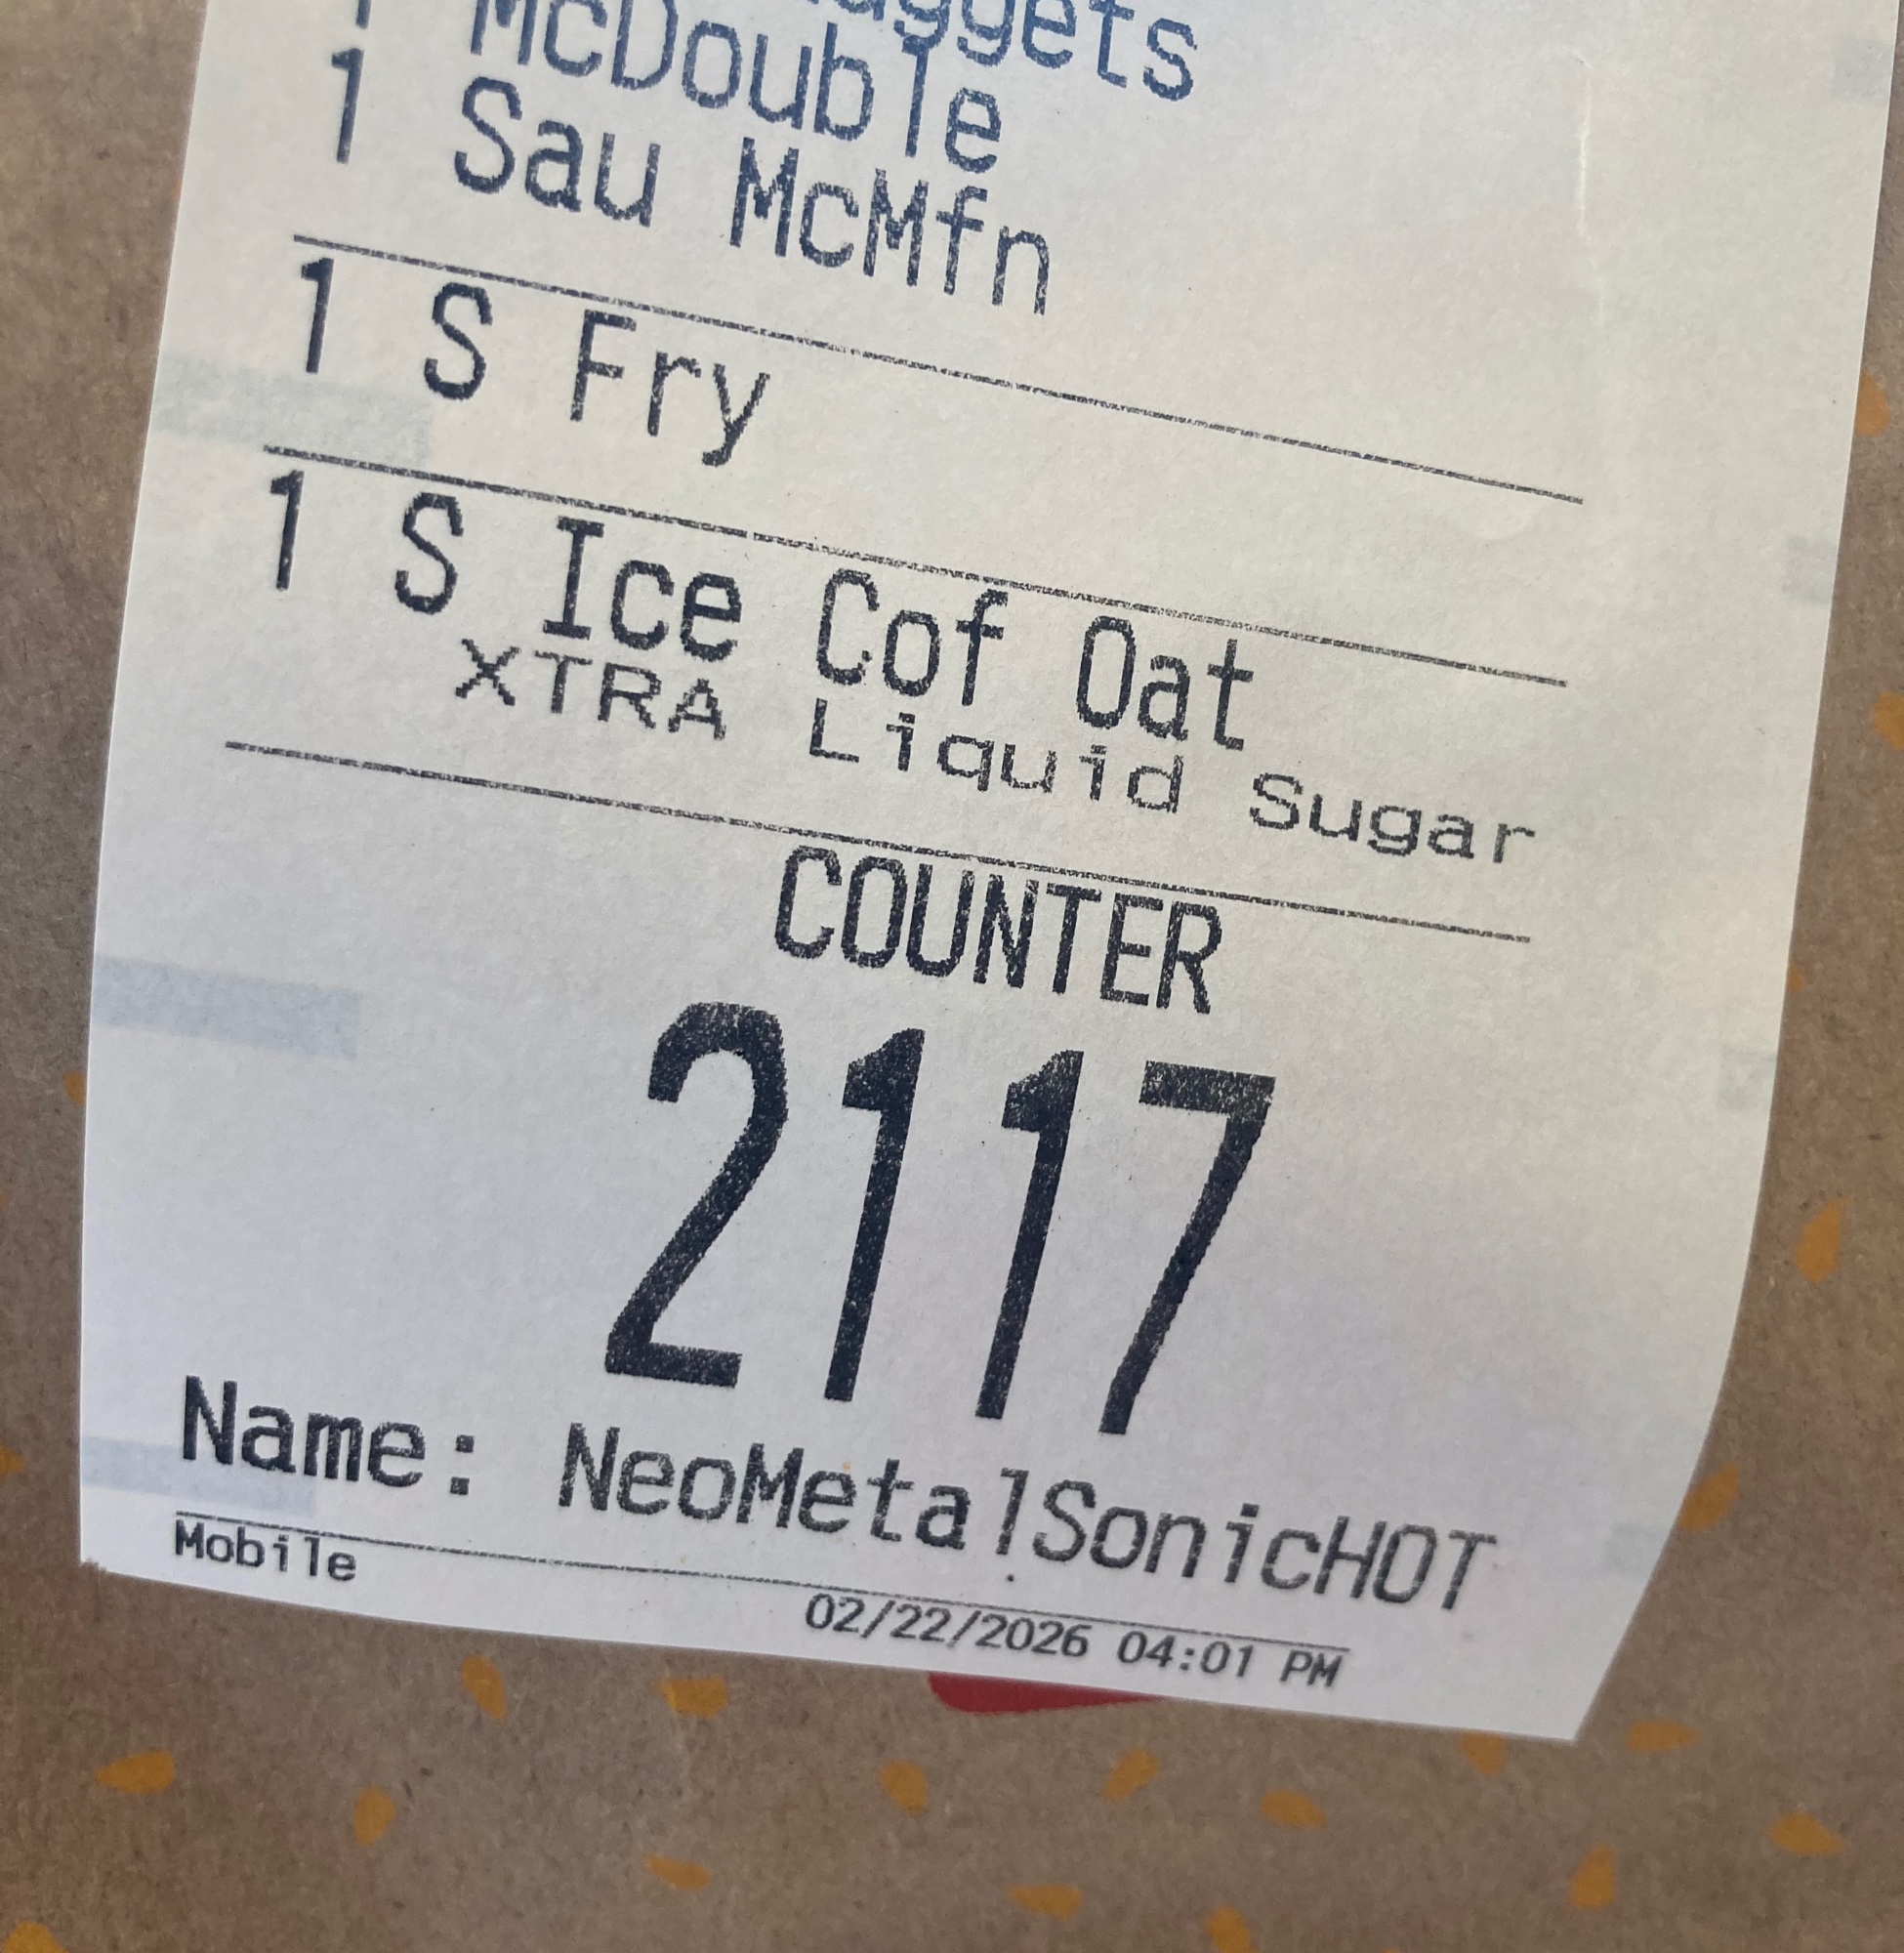 McDouble
1 Sau McMfn
1 S Fry
1 S Ice Cof Oat
XTRA Liquid Sugar
COUNTER
2117
Name: NeoMetalSonicHOT
Mobile 02/22/2026 04:01 PM